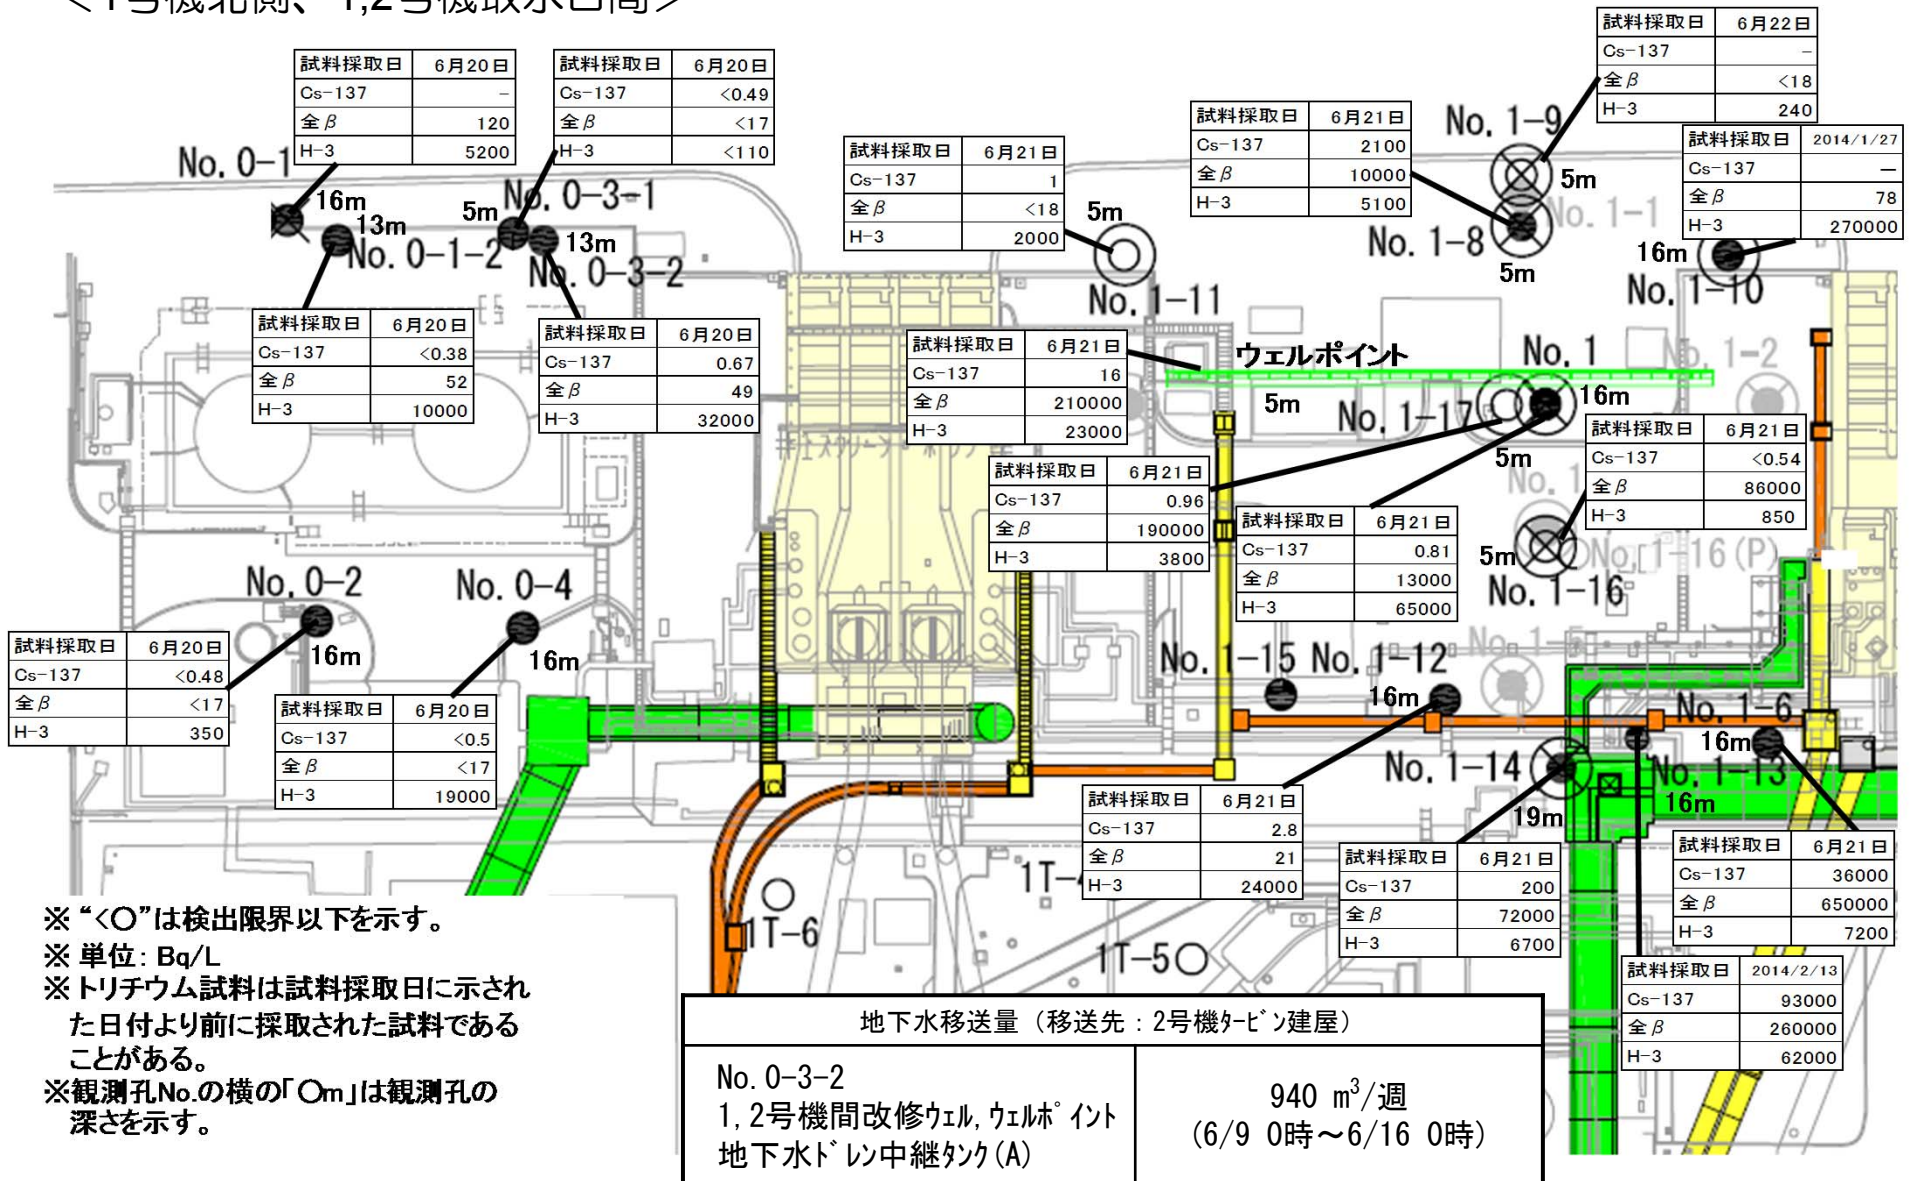 <1号機北側、1,2号機取水口間>
試料採取日 6月20日
Cs-137 -
全β 120
H-3 5200
試料採取日 6月20日
Cs-137 <0.49
全β <17
H-3 <110
試料採取日 6月21日
Cs-137 1
全β <18
H-3 2000
試料採取日 6月21日
Cs-137 2100
全β 10000
H-3 5100
試料採取日 6月22日
Cs-137 -
全β <18
H-3 240
試料採取日 2014/1/27
Cs-137 —
全β 78
H-3 270000
No. 0-1
16m
13m
No. 0-1-2
5m
No. 0-3-1
13m
No. 0-3-2
5m
No. 1-11
No. 1-9
5m
No. 1-1
No. 1-8
5m
16m
No. 1-10
試料採取日 6月20日
Cs-137 <0.38
全β 52
H-3 10000
試料採取日 6月20日
Cs-137 0.67
全β 49
H-3 32000
試料採取日 6月21日
Cs-137 16
全β 210000
H-3 23000
ウェルポイント
5m
No. 1
16m
No. 1-2
No. 1-17
5m
試料採取日 6月21日
Cs-137 0.96
全β 190000
H-3 3800
試料採取日 6月21日
Cs-137 0.81
全β 13000
H-3 65000
試料採取日 6月21日
Cs-137 <0.54
全β 86000
H-3 850
5m
No. 1-16(P)
No. 1-16
No. 0-2
16m
No. 0-4
16m
No. 1-15
No. 1-12
16m
No. 1-5
No. 1-6
16m
No. 1-14
19m
No. 1-13
16m
試料採取日 6月20日
Cs-137 <0.48
全β <17
H-3 350
試料採取日 6月20日
Cs-137 <0.5
全β <17
H-3 19000
試料採取日 6月21日
Cs-137 2.8
全β 21
H-3 24000
試料採取日 6月21日
Cs-137 200
全β 72000
H-3 6700
試料採取日 6月21日
Cs-137 36000
全β 650000
H-3 7200
試料採取日 2014/2/13
Cs-137 93000
全β 260000
H-3 62000
1T-6
1T-5
※“<○”は検出限界以下を示す。
※ 単位: Bq/L
※トリチウム試料は試料採取日に示され
た日付より前に採取された試料である
ことがある。
※観測孔No.の横の「○m」は観測孔の
深さを示す。
地下水移送量（移送先：2号機ﾀｰﾋﾞﾝ建屋）
No. 0-3-2
1, 2号機間改修ｳｪﾙ, ｳｪﾙﾎﾟｲﾝﾄ
地下水ﾄﾞﾚﾝ中継ﾀﾝｸ(A)
940 m³/週
(6/9 0時～6/16 0時)